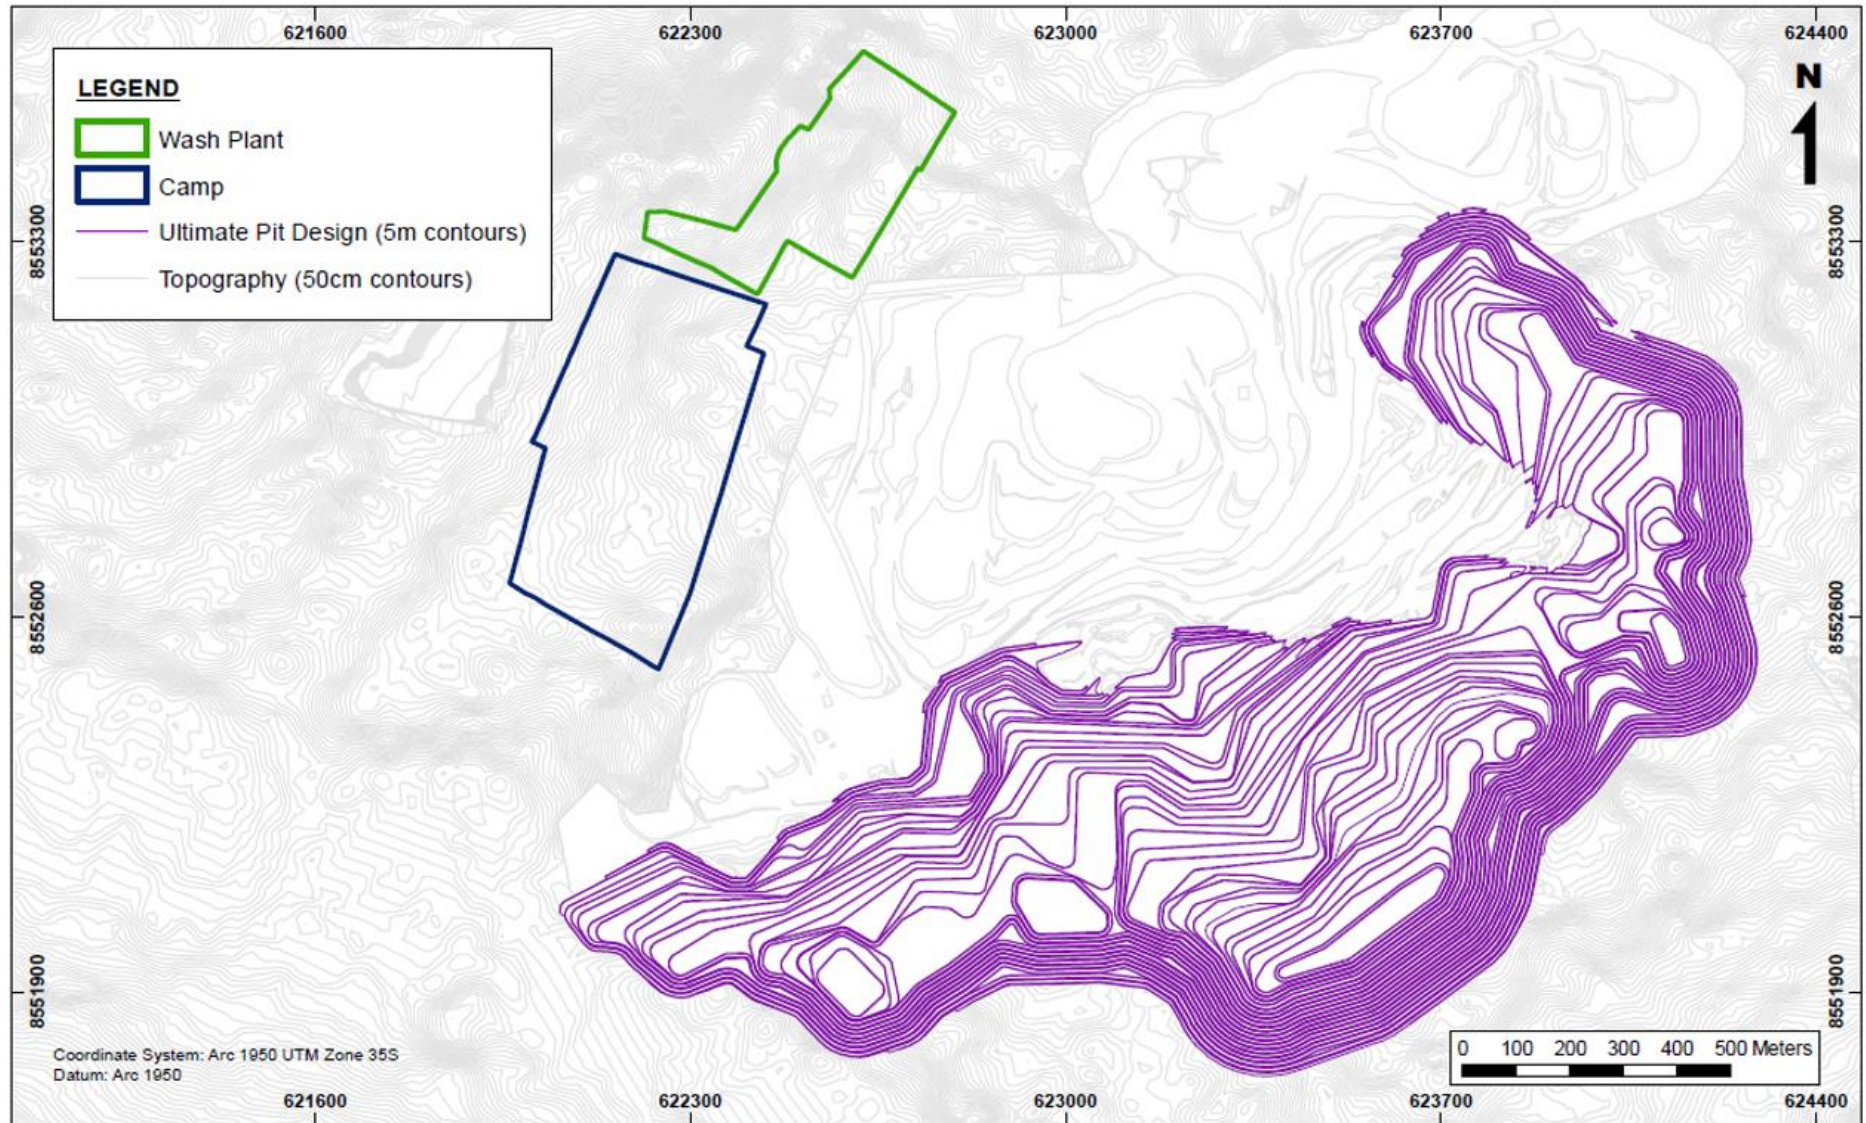 621600 622300 623000 623700 624400
N
LEGEND
Wash Plant
Camp
Ultimate Pit Design (5m contours)
Topography (50cm contours)
8553300 8553300
8552600 8552600
8551900 8551900
Coordinate System: Arc 1950 UTM Zone 35S
Datum: Arc 1950
0 100 200 300 400 500 Meters
621600 622300 623000 623700 624400